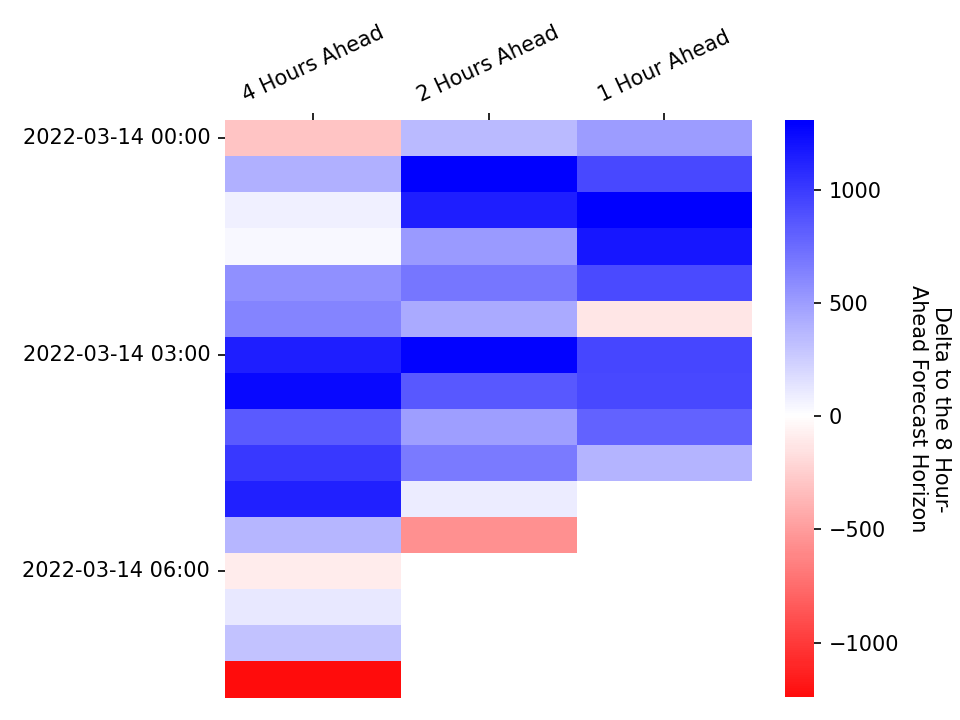 4 Hours Ahead
2 Hours Ahead
1 Hour Ahead
2022-03-14 00:00
2022-03-14 03:00
2022-03-14 06:00
1000
500
0
−500
−1000
Delta to the 8 Hour-
Ahead Forecast Horizon